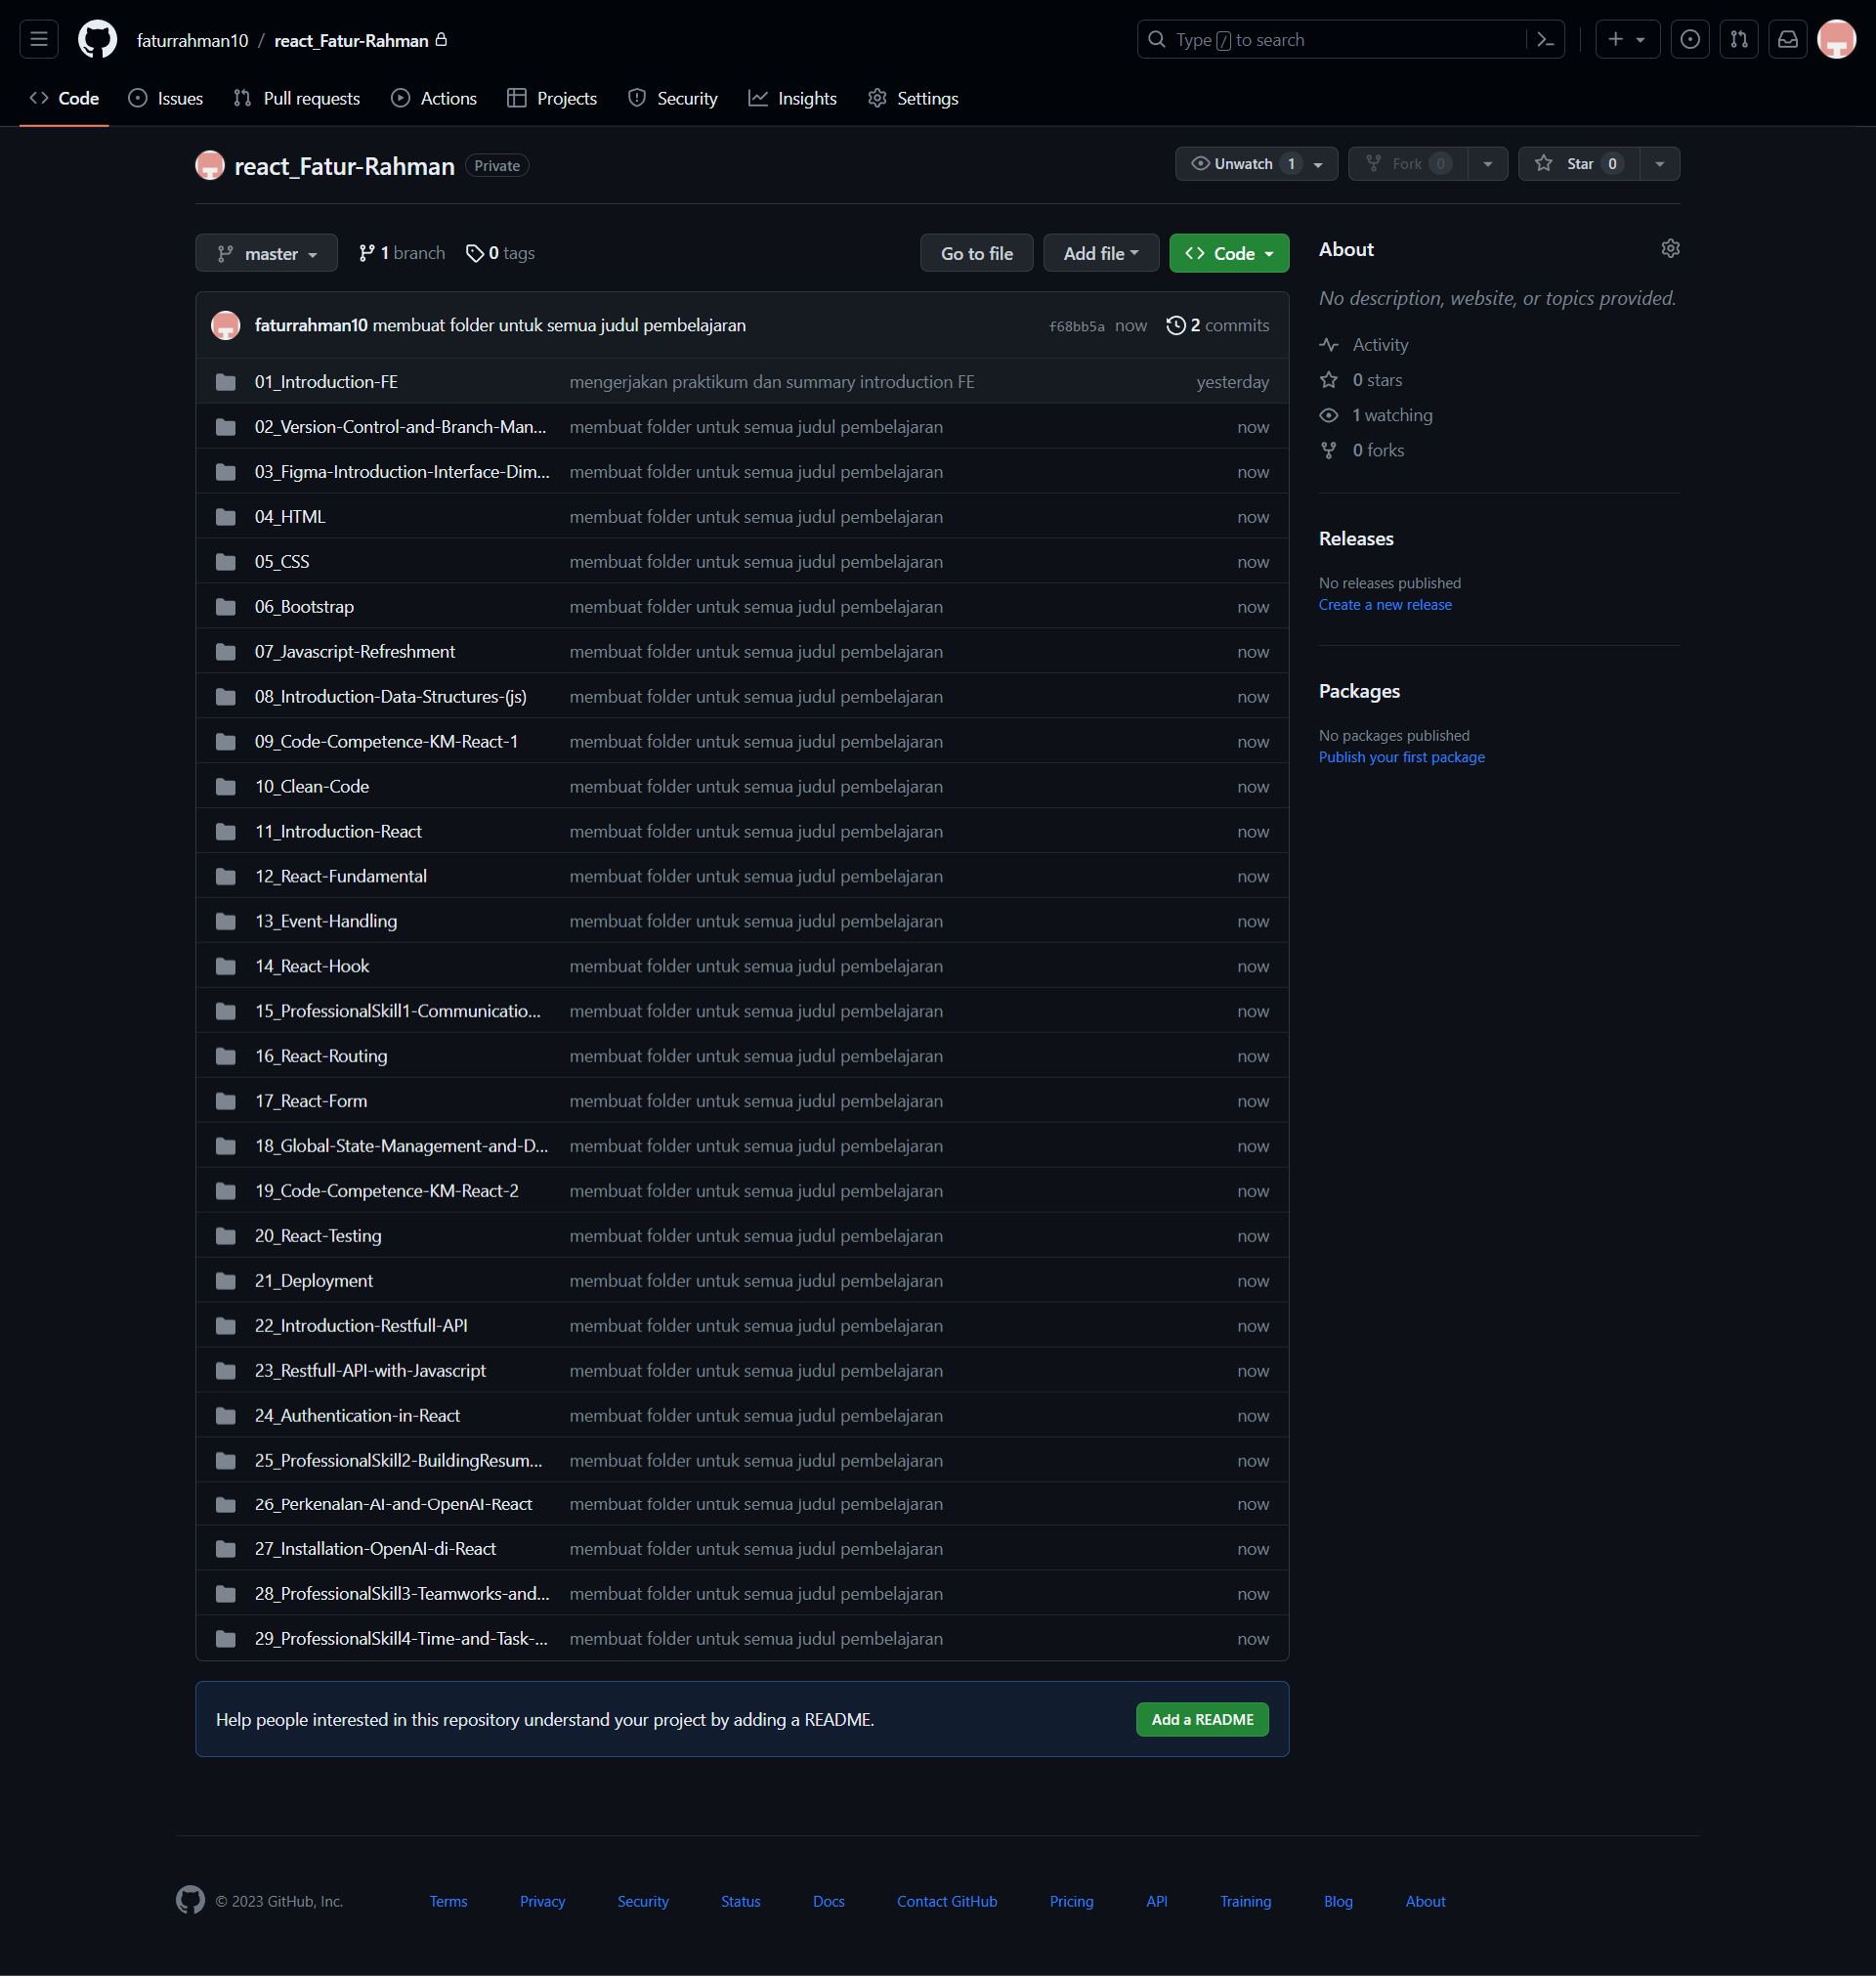 faturrahman10 / react_Fatur-Rahman
Type / to search
Code Issues Pull requests Actions Projects Security Insights Settings
react_Fatur-Rahman Private
Unwatch 1 Fork 0 Star 0
master 1 branch 0 tags
Go to file Add file Code
faturrahman10 membuat folder untuk semua judul pembelajaran f68bb5a now 2 commits
01_Introduction-FE mengerjakan praktikum dan summary introduction FE yesterday
02_Version-Control-and-Branch-Man... membuat folder untuk semua judul pembelajaran now
03_Figma-Introduction-Interface-Dim... membuat folder untuk semua judul pembelajaran now
04_HTML membuat folder untuk semua judul pembelajaran now
05_CSS membuat folder untuk semua judul pembelajaran now
06_Bootstrap membuat folder untuk semua judul pembelajaran now
07_Javascript-Refreshment membuat folder untuk semua judul pembelajaran now
08_Introduction-Data-Structures-(js) membuat folder untuk semua judul pembelajaran now
09_Code-Competence-KM-React-1 membuat folder untuk semua judul pembelajaran now
10_Clean-Code membuat folder untuk semua judul pembelajaran now
11_Introduction-React membuat folder untuk semua judul pembelajaran now
12_React-Fundamental membuat folder untuk semua judul pembelajaran now
13_Event-Handling membuat folder untuk semua judul pembelajaran now
14_React-Hook membuat folder untuk semua judul pembelajaran now
15_ProfessionalSkill1-Communicatio... membuat folder untuk semua judul pembelajaran now
16_React-Routing membuat folder untuk semua judul pembelajaran now
17_React-Form membuat folder untuk semua judul pembelajaran now
18_Global-State-Management-and-D... membuat folder untuk semua judul pembelajaran now
19_Code-Competence-KM-React-2 membuat folder untuk semua judul pembelajaran now
20_React-Testing membuat folder untuk semua judul pembelajaran now
21_Deployment membuat folder untuk semua judul pembelajaran now
22_Introduction-Restfull-API membuat folder untuk semua judul pembelajaran now
23_Restfull-API-with-Javascript membuat folder untuk semua judul pembelajaran now
24_Authentication-in-React membuat folder untuk semua judul pembelajaran now
25_ProfessionalSkill2-BuildingResum... membuat folder untuk semua judul pembelajaran now
26_Perkenalan-AI-and-OpenAI-React membuat folder untuk semua judul pembelajaran now
27_Installation-OpenAI-di-React membuat folder untuk semua judul pembelajaran now
28_ProfessionalSkill3-Teamworks-and... membuat folder untuk semua judul pembelajaran now
29_ProfessionalSkill4-Time-and-Task-... membuat folder untuk semua judul pembelajaran now
Help people interested in this repository understand your project by adding a README. Add a README
About
No description, website, or topics provided.
Activity
0 stars
1 watching
0 forks
Releases
No releases published
Create a new release
Packages
No packages published
Publish your first package
© 2023 GitHub, Inc. Terms Privacy Security Status Docs Contact GitHub Pricing API Training Blog About